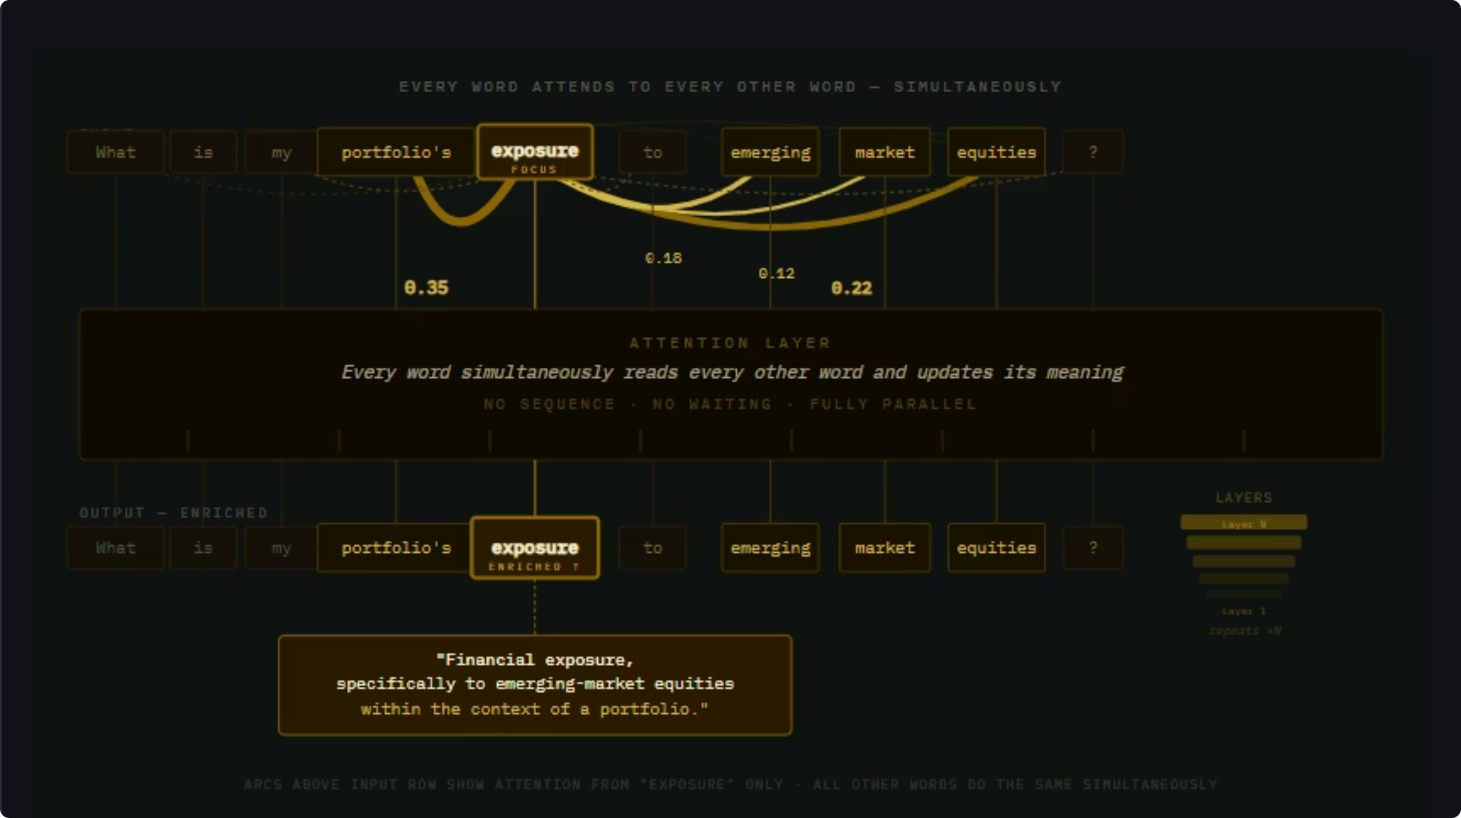 EVERY WORD ATTENDS TO EVERY OTHER WORD — SIMULTANEOUSLY
What is my portfolio's exposure to emerging market equities ?
FOCUS
0.18
0.12
0.35 0.22
ATTENTION LAYER
Every word simultaneously reads every other word and updates its meaning
NO SEQUENCE · NO WAITING · FULLY PARALLEL
LAYERS
OUTPUT — ENRICHED
Layer N
What is my portfolio's exposure to emerging market equities ?
ENRICHED ↑
Layer 1
repeats ×N
"Financial exposure,
specifically to emerging-market equities
within the context of a portfolio."
ARCS ABOVE INPUT ROW SHOW ATTENTION FROM "EXPOSURE" ONLY · ALL OTHER WORDS DO THE SAME SIMULTANEOUSLY